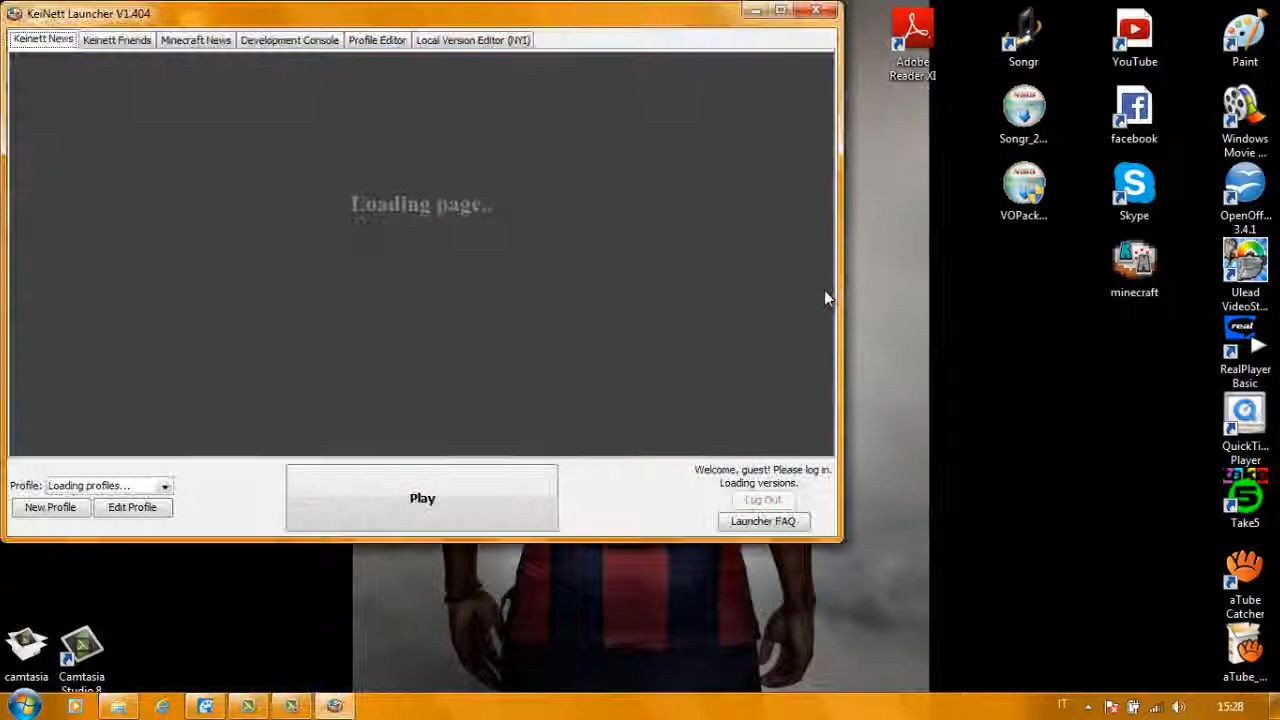 KeiNett Launcher V1.404
Keinett News
Keinett Friends
Minecraft News
Development Console
Profile Editor
Local Version Editor (NYI)
Loading page..
Profile:
Loading profiles...
New Profile
Edit Profile
Play
Welcome, guest! Please log in.
Loading versions.
Log Out
Launcher FAQ
Adobe
Reader XI
Songr
YouTube
Paint
Songr_2...
facebook
Windows
Movie ...
VOPack...
Skype
OpenOff...
3.4.1
minecraft
Ulead
VideoSt...
real
RealPlayer
Basic
QuickTi...
Player
Take5
aTube
Catcher
aTube_...
camtasia
Camtasia
Studio 8
IT
15:28